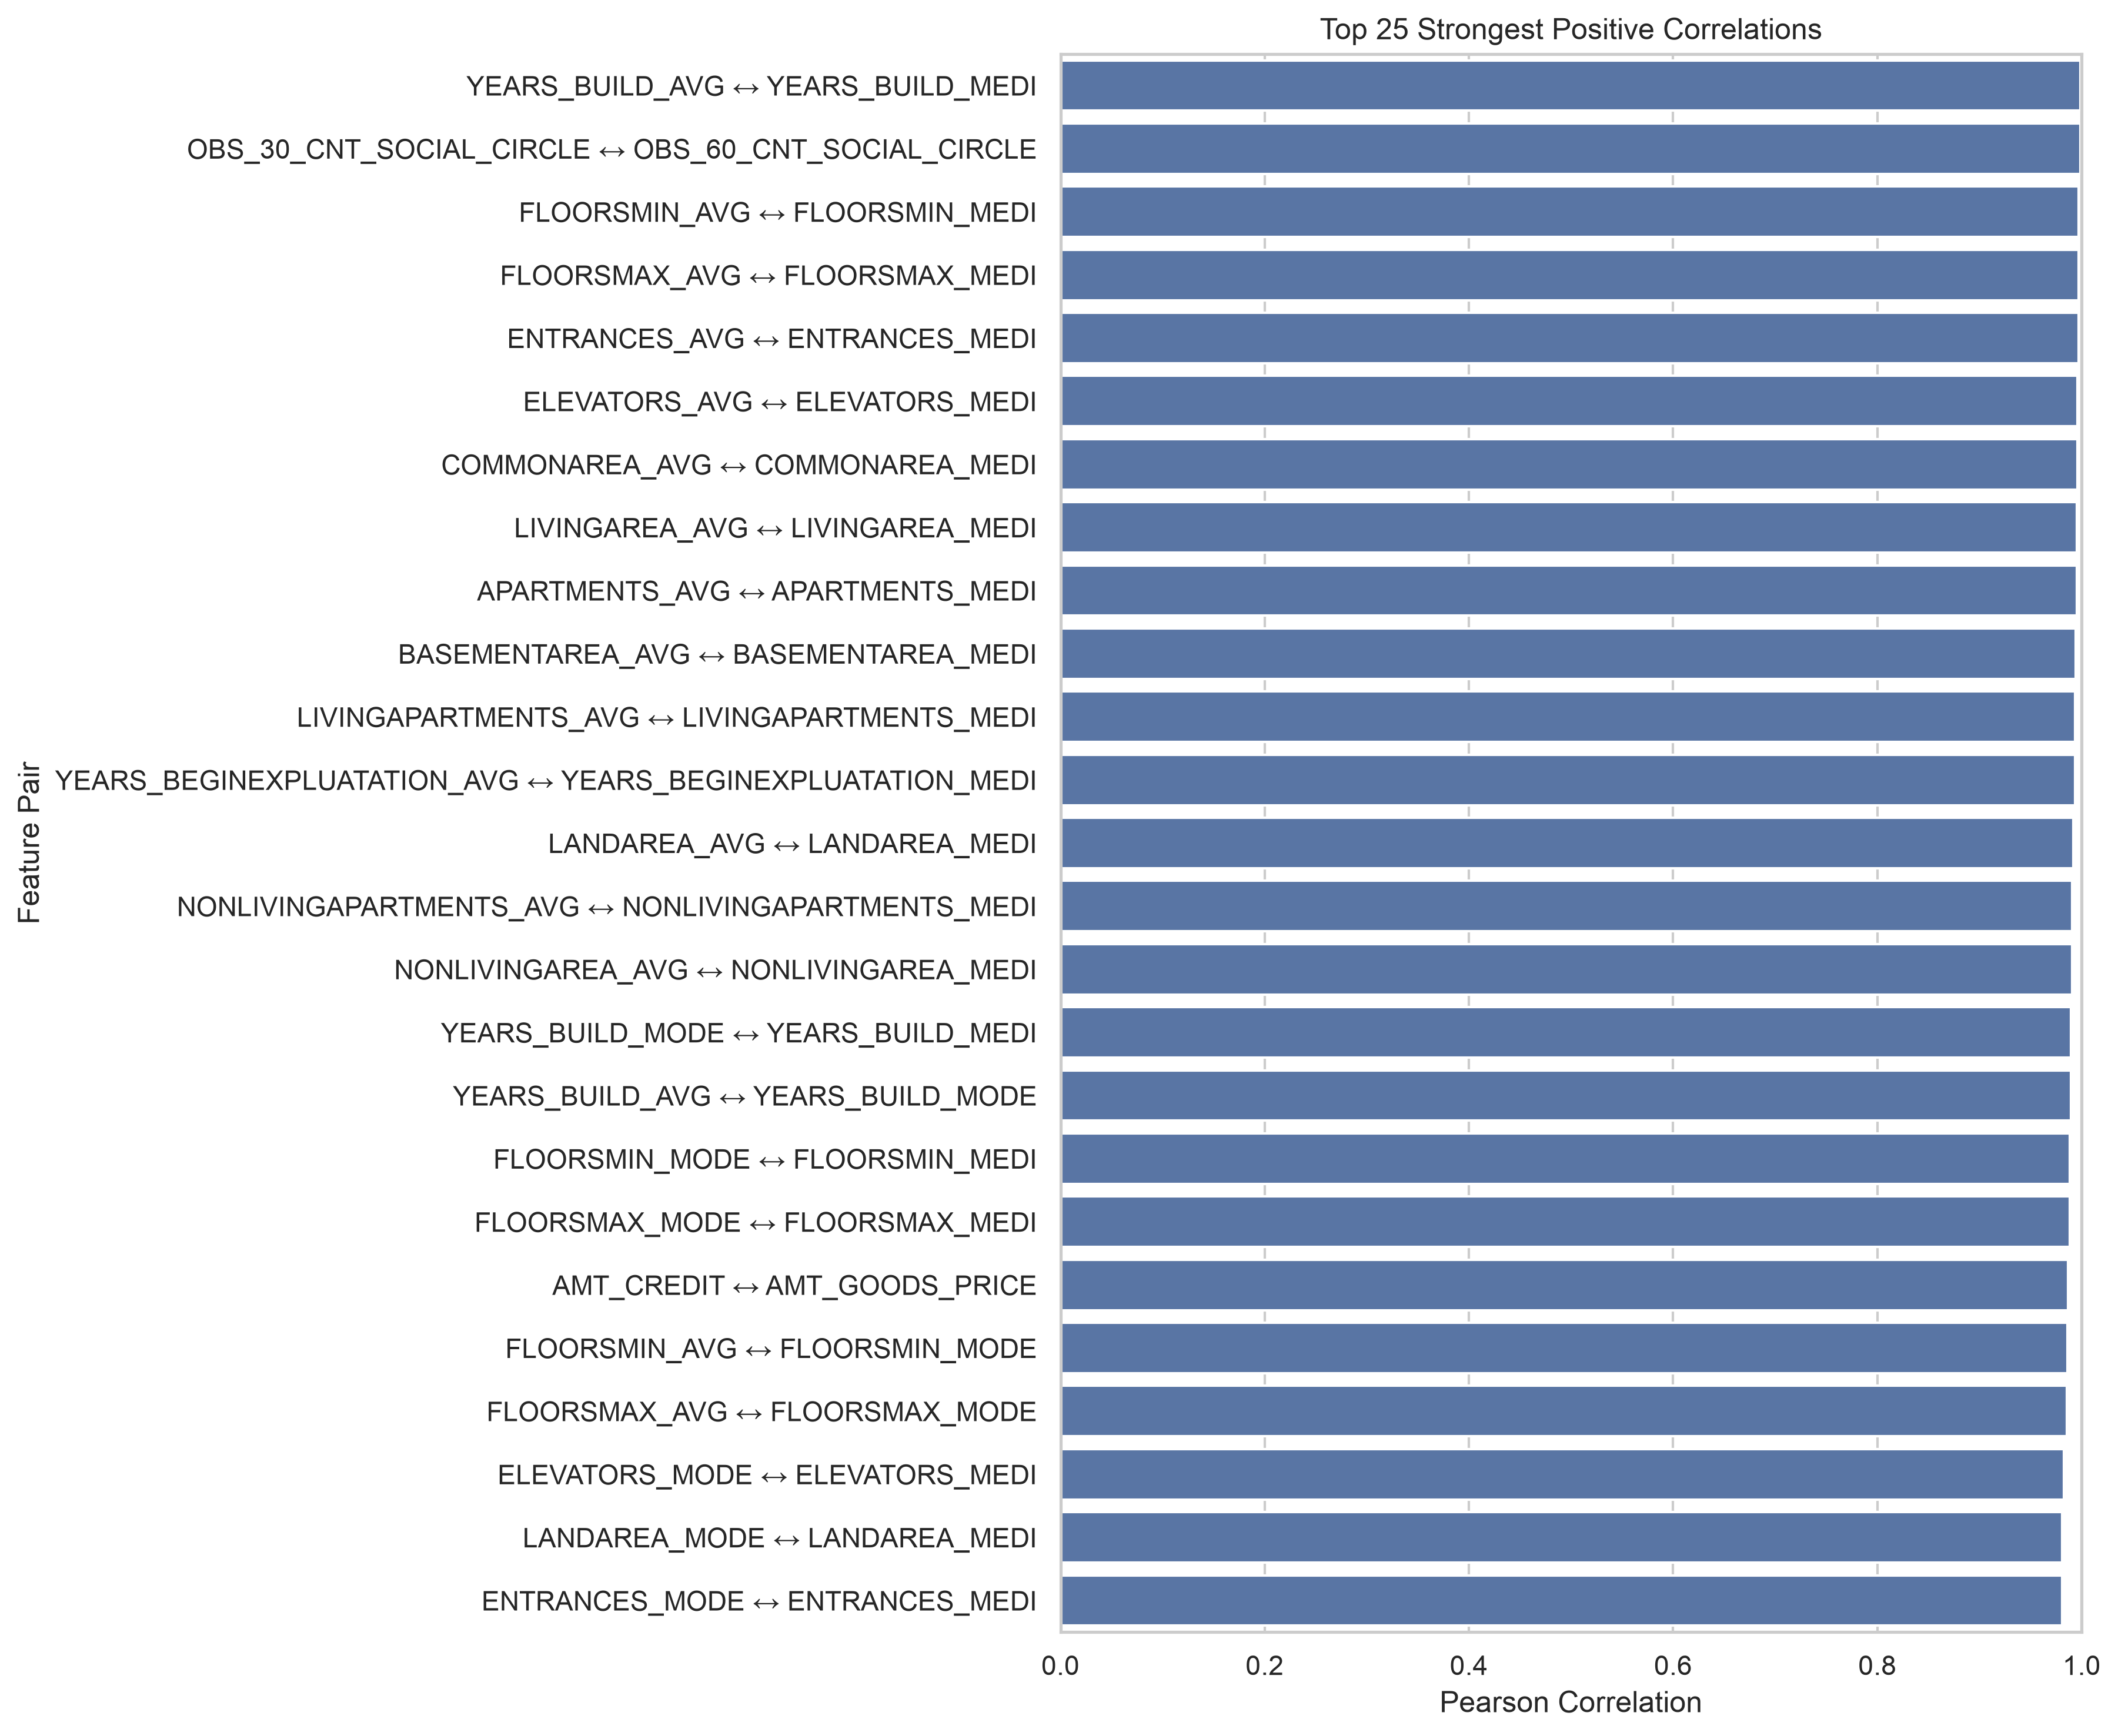 Top 25 Strongest Positive Correlations
YEARS_BUILD_AVG ↔ YEARS_BUILD_MEDI
OBS_30_CNT_SOCIAL_CIRCLE ↔ OBS_60_CNT_SOCIAL_CIRCLE
FLOORSMIN_AVG ↔ FLOORSMIN_MEDI
FLOORSMAX_AVG ↔ FLOORSMAX_MEDI
ENTRANCES_AVG ↔ ENTRANCES_MEDI
ELEVATORS_AVG ↔ ELEVATORS_MEDI
COMMONAREA_AVG ↔ COMMONAREA_MEDI
LIVINGAREA_AVG ↔ LIVINGAREA_MEDI
APARTMENTS_AVG ↔ APARTMENTS_MEDI
BASEMENTAREA_AVG ↔ BASEMENTAREA_MEDI
LIVINGAPARTMENTS_AVG ↔ LIVINGAPARTMENTS_MEDI
YEARS_BEGINEXPLUATATION_AVG ↔ YEARS_BEGINEXPLUATATION_MEDI
LANDAREA_AVG ↔ LANDAREA_MEDI
NONLIVINGAPARTMENTS_AVG ↔ NONLIVINGAPARTMENTS_MEDI
NONLIVINGAREA_AVG ↔ NONLIVINGAREA_MEDI
YEARS_BUILD_MODE ↔ YEARS_BUILD_MEDI
YEARS_BUILD_AVG ↔ YEARS_BUILD_MODE
FLOORSMIN_MODE ↔ FLOORSMIN_MEDI
FLOORSMAX_MODE ↔ FLOORSMAX_MEDI
AMT_CREDIT ↔ AMT_GOODS_PRICE
FLOORSMIN_AVG ↔ FLOORSMIN_MODE
FLOORSMAX_AVG ↔ FLOORSMAX_MODE
ELEVATORS_MODE ↔ ELEVATORS_MEDI
LANDAREA_MODE ↔ LANDAREA_MEDI
ENTRANCES_MODE ↔ ENTRANCES_MEDI
Feature Pair
0.0 0.2 0.4 0.6 0.8 1.0
Pearson Correlation